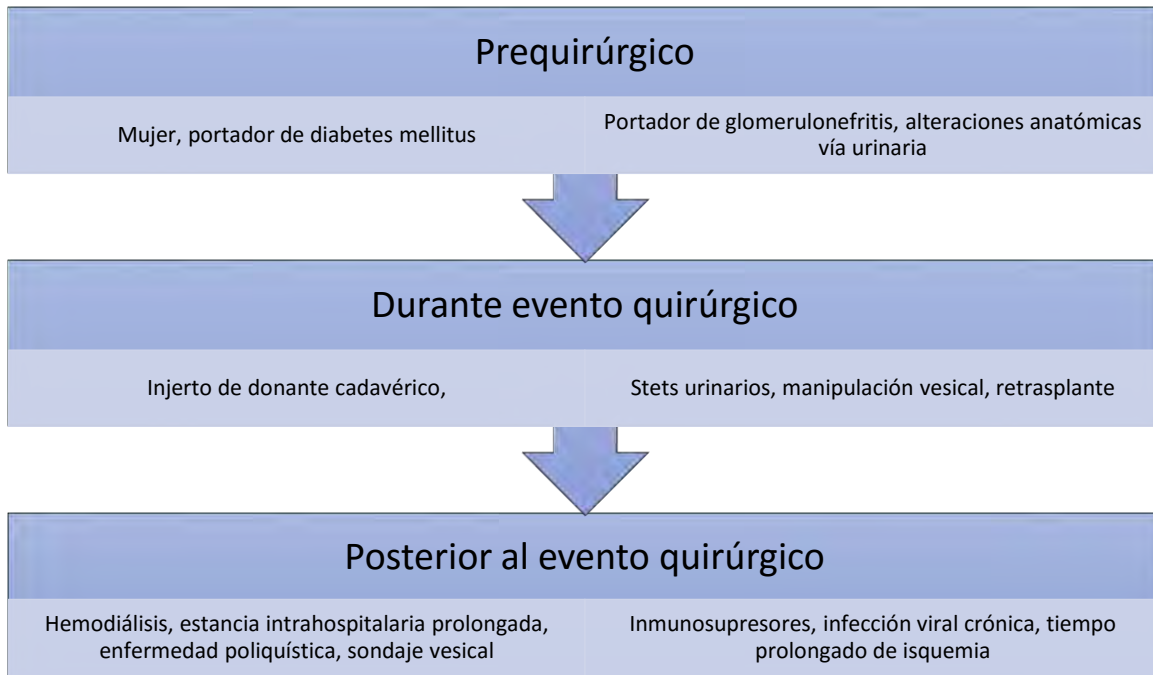 Prequirúrgico
Mujer, portador de diabetes mellitus
Portador de glomerulonefritis, alteraciones anatómicas
vía urinaria
Durante evento quirúrgico
Injerto de donante cadavérico,
Stets urinarios, manipulación vesical, retrasplante
Posterior al evento quirúrgico
Hemodiálisis, estancia intrahospitalaria prolongada,
enfermedad poliquística, sondaje vesical
Inmunosupresores, infección viral crónica, tiempo
prolongado de isquemia